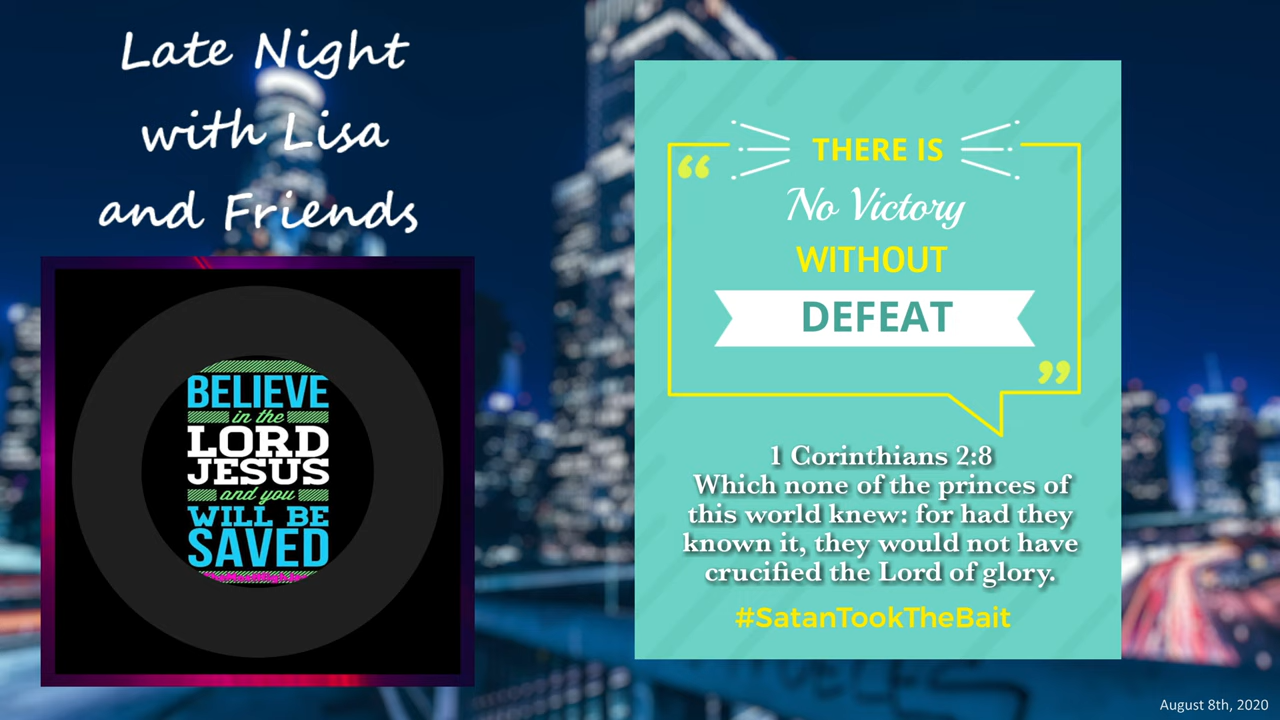 Late Night
with Lisa
and Friends
BELIEVE
in the
LORD
JESUS
and you
WILL BE
SAVED
“
THERE IS
No Victory
WITHOUT
DEFEAT
”
1 Corinthians 2:8
Which none of the princes of
this world knew: for had they
known it, they would not have
crucified the Lord of glory.
#SatanTookTheBait
August 8th, 2020